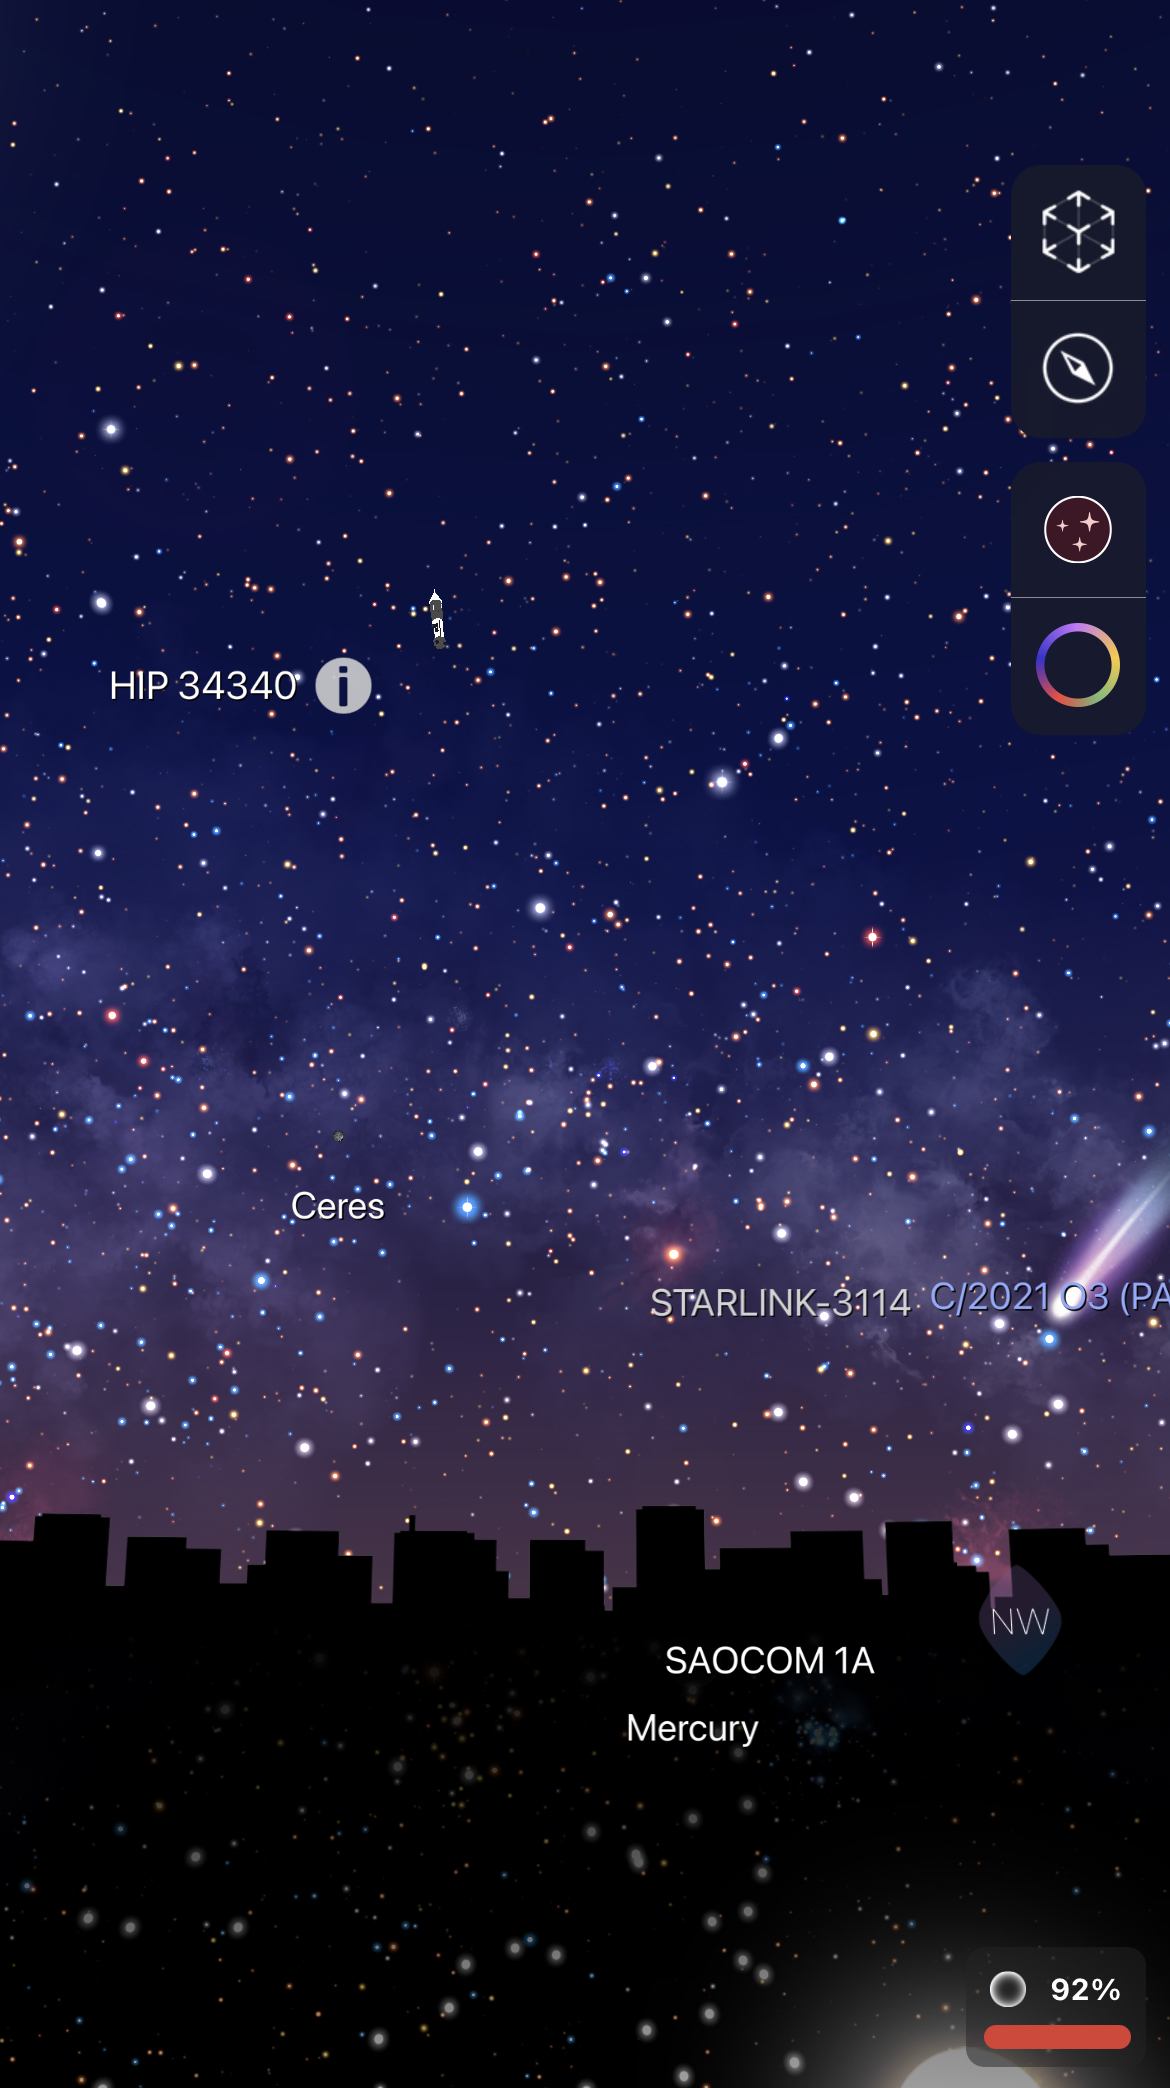 HIP 34340
Ceres
STARLINK-3114
C/2021 O3 (PA
NW
SAOCOM 1A
Mercury
92%